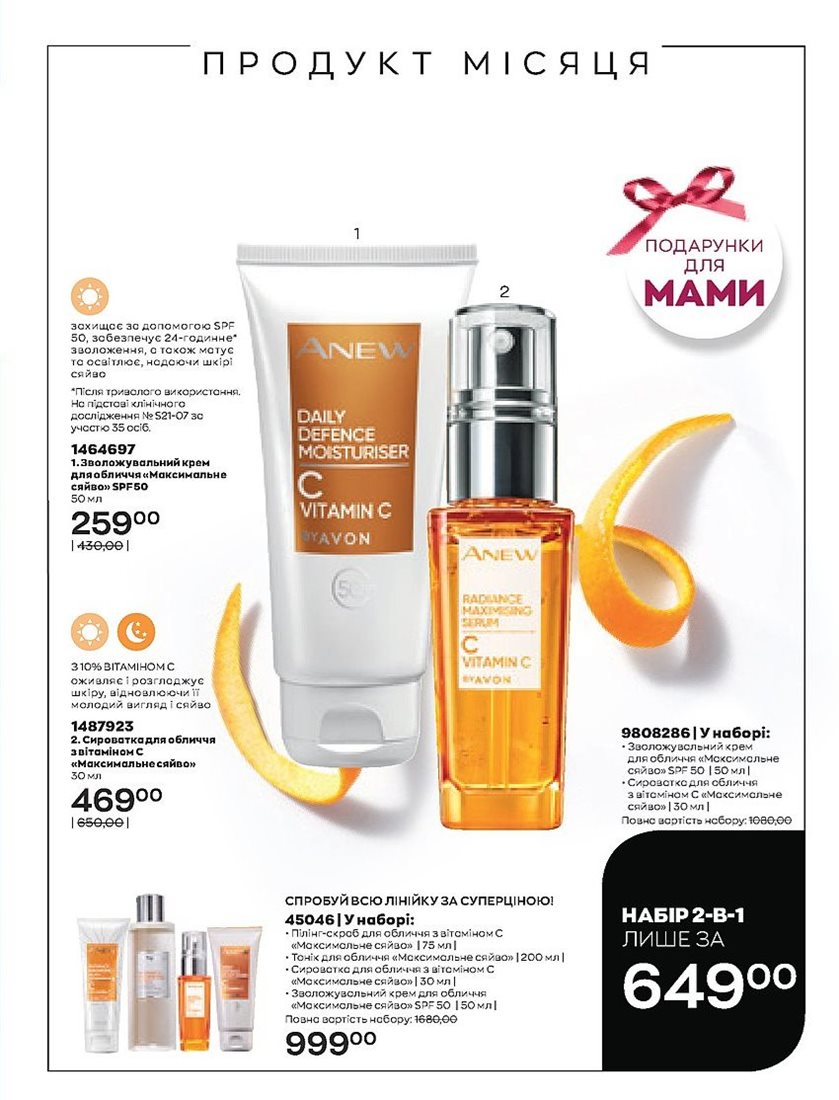 ПРОДУКТ МІСЯЦЯ
ПОДАРУНКИ
ДЛЯ
МАМИ
1
2
захищає за допомогою SPF
50, забезпечує 24-годинне*
зволоження, а також матує
та освітлює, надаючи шкірі
сяйво
*Після тривалого використання.
На підставі клінічного
дослідження № S21-07 за
участю 35 осіб.
1464697
1. Зволожувальний крем
для обличчя «Максимальне
сяйво» SPF 50
50 мл
259⁰⁰
|430,00|
ANEW
DAILY
DEFENCE
MOISTURISER
C
VITAMIN C
BY AVON
50
ANEW
RADIANCE
MAXIMISING
SERUM
C
VITAMIN C
BY AVON
З 10% ВІТАМІНОМ С
оживляє і розгладжує
шкіру, відновлюючи її
молодий вигляд і сяйво
1487923
2. Сироватка для обличчя
з вітаміном С
«Максимальне сяйво»
30 мл
469⁰⁰
|650,00|
9808286 | У наборі:
• Зволожувальний крем
для обличчя «Максимальне
сяйво» SPF 50 | 50 мл |
• Сироватка для обличчя
з вітаміном С «Максимальне
сяйво» | 30 мл |
Повна вартість набору: 1080,00
НАБІР 2-В-1
ЛИШЕ ЗА
649⁰⁰
СПРОБУЙ ВСЮ ЛІНІЙКУ ЗА СУПЕРЦІНОЮ!
45046 | У наборі:
• Пілінг-скраб для обличчя з вітаміном С
«Максимальне сяйво» | 75 мл |
• Тонік для обличчя «Максимальне сяйво» | 200 мл |
• Сироватка для обличчя з вітаміном С
«Максимальне сяйво» | 30 мл |
• Зволожувальний крем для обличчя
«Максимальне сяйво» SPF 50 | 50 мл |
Повна вартість набору: 1680,00
999⁰⁰